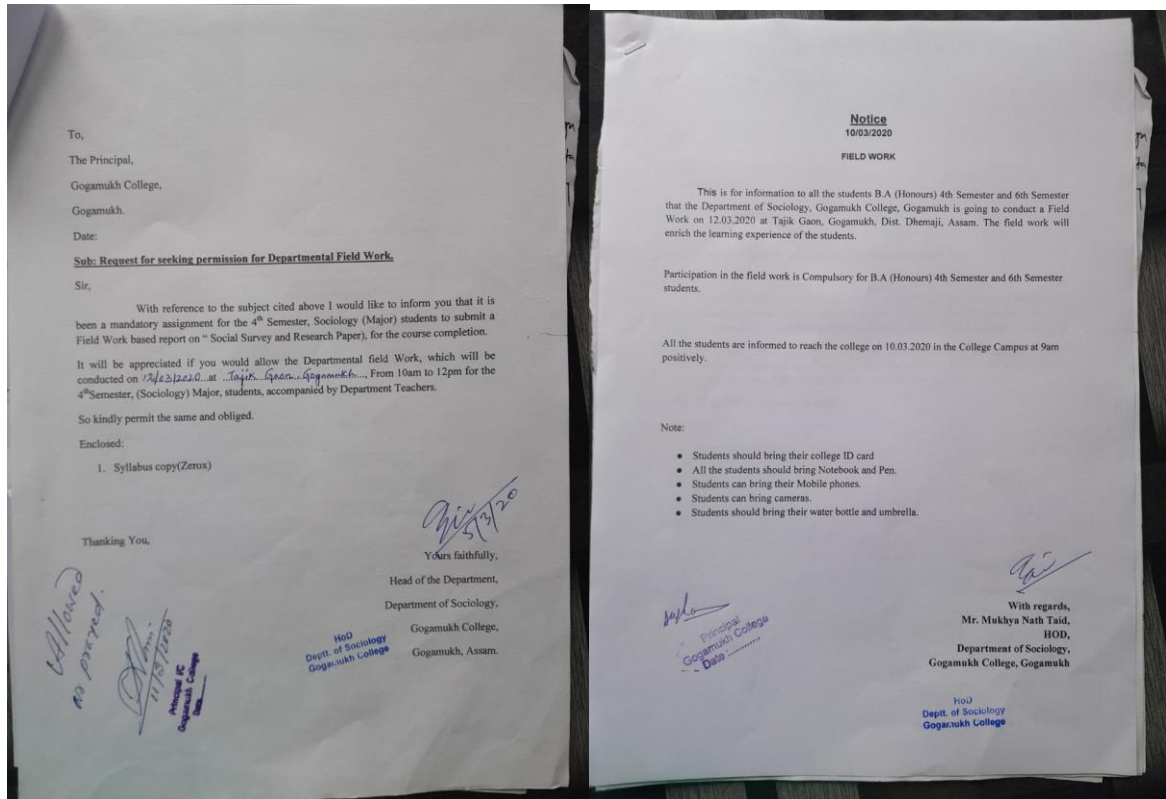 To,
The Principal,
Gogamukh College,
Gogamukh.
Date:
Sub: Request for seeking permission for Departmental Field Work.
Sir,
With reference to the subject cited above I would like to inform you that it is
been a mandatory assignment for the 4th Semester, Sociology (Major) students to submit a
Field Work based report on “ Social Survey and Research Paper), for the course completion.
It will be appreciated if you would allow the Departmental field Work, which will be
conducted on 12/03/2020 at Tajik Gaon, Gogamukh, From 10am to 12pm for the
4thSemester, (Sociology) Major, students, accompanied by Department Teachers.
So kindly permit the same and obliged.
Enclosed:
1. Syllabus copy(Zerox)
5/3/20
Thanking You,
Yours faithfully,
Head of the Department,
Department of Sociology,
Gogamukh College,
Gogamukh, Assam.
HoD
Deptt. of Sociology
Gogamukh College
Allowed
as prayed.
11/03/2020
Principal I/C
Gogamukh College
Date
Notice
10/03/2020
FIELD WORK
This is for information to all the students B.A (Honours) 4th Semester and 6th Semester
that the Department of Sociology, Gogamukh College, Gogamukh is going to conduct a Field
Work on 12.03.2020 at Tajik Gaon, Gogamukh, Dist. Dhemaji, Assam. The field work will
enrich the learning experience of the students.
Participation in the field work is Compulsory for B.A (Honours) 4th Semester and 6th Semester
students.
All the students are informed to reach the college on 10.03.2020 in the College Campus at 9am
positively.
Note:
• Students should bring their college ID card
• All the students should bring Notebook and Pen.
• Students can bring their Mobile phones.
• Students can bring cameras.
• Students should bring their water bottle and umbrella.
Principal
Gogamukh College
Date :............
With regards,
Mr. Mukhya Nath Taid,
HOD,
Department of Sociology,
Gogamukh College, Gogamukh
HoD
Deptt. of Sociology
Gogamukh College